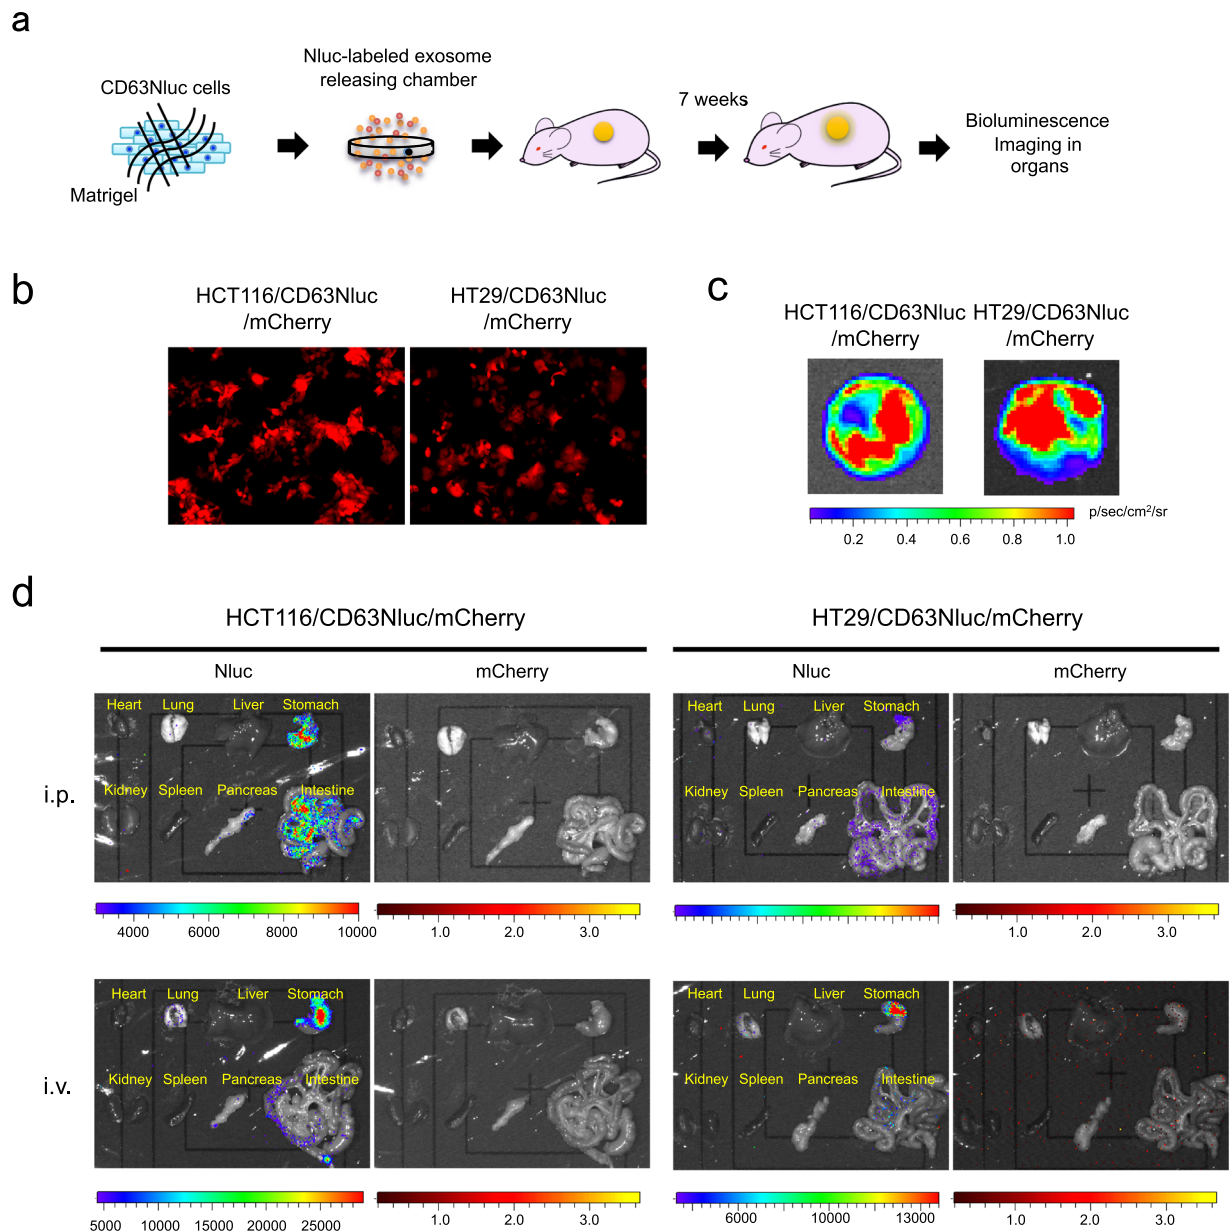 a
CD63Nluc cells
Matrigel
Nluc-labeled exosome
releasing chamber
7 weeks
Bioluminescence
Imaging in
organs
b
HCT116/CD63Nluc
/mCherry
HT29/CD63Nluc
/mCherry
c
HCT116/CD63Nluc
/mCherry
HT29/CD63Nluc
/mCherry
p/sec/cm²/sr
0.2 0.4 0.6 0.8 1.0
d
HCT116/CD63Nluc/mCherry
HT29/CD63Nluc/mCherry
Nluc
mCherry
Nluc
mCherry
i.p.
Heart Lung Liver Stomach
Kidney Spleen Pancreas Intestine
Heart Lung Liver Stomach
Kidney Spleen Pancreas Intestine
4000 6000 8000 10000
1.0 2.0 3.0
1.0 2.0 3.0
i.v.
Heart Lung Liver Stomach
Kidney Spleen Pancreas Intestine
Heart Lung Liver Stomach
Kidney Spleen Pancreas Intestine
5000 10000 15000 20000 25000
1.0 2.0 3.0
6000 10000 13000
1.0 2.0 3.0